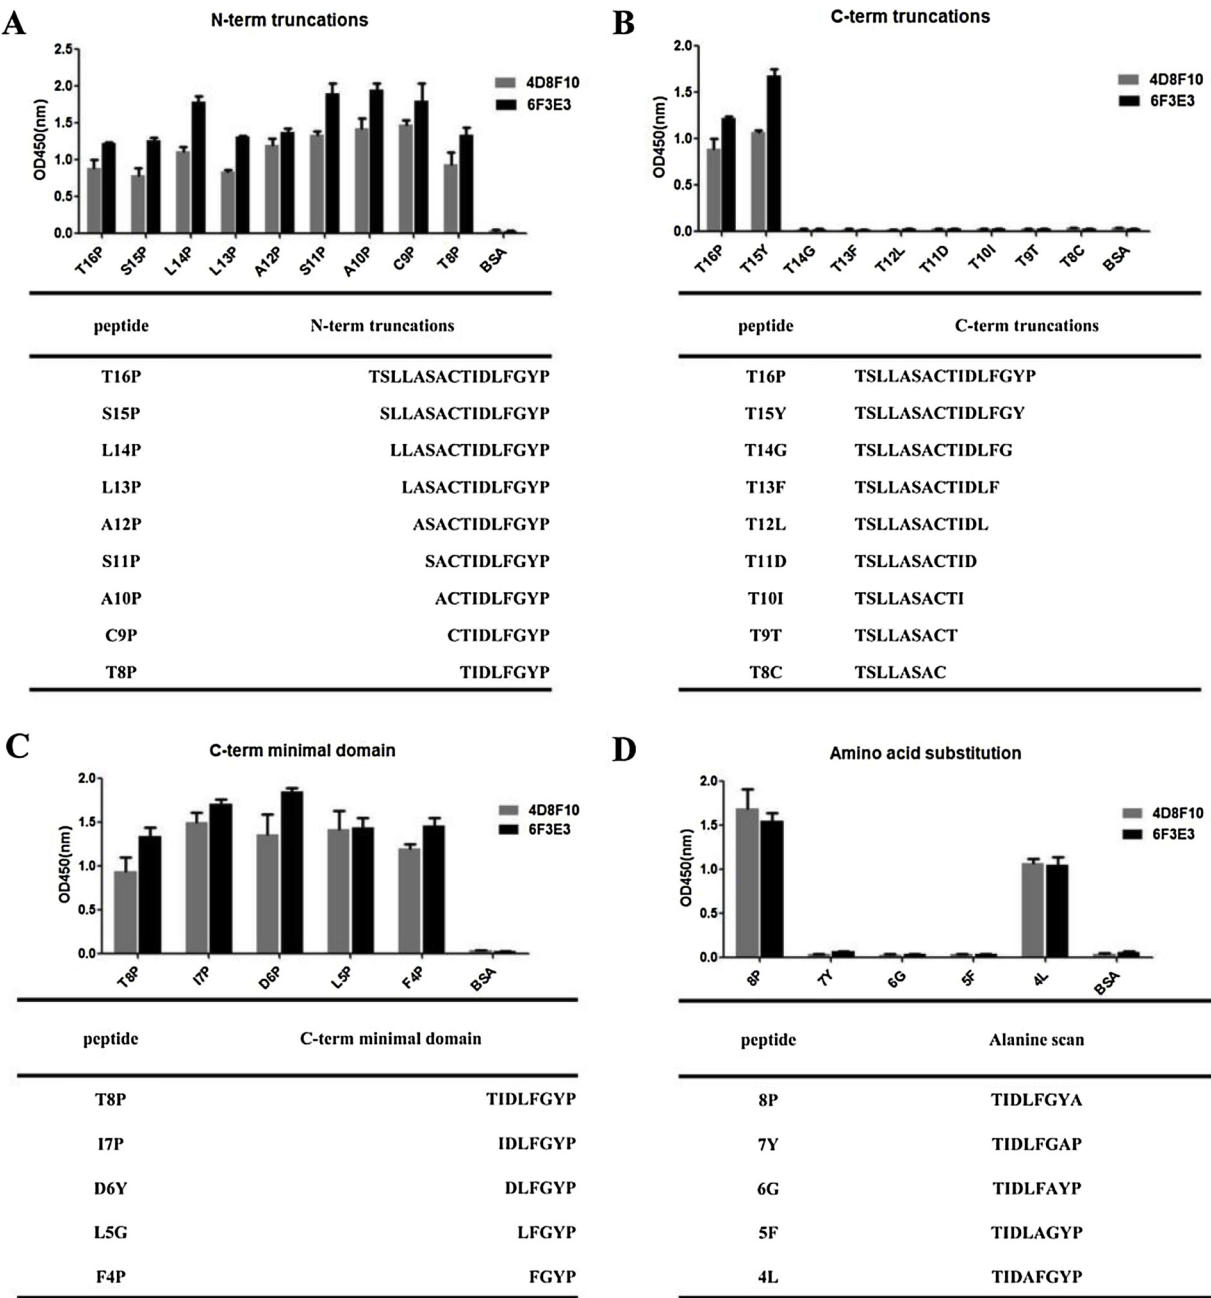 A
N-term truncations
OD450(nm)
2.5
2.0
1.5
1.0
0.5
0.0
4D8F10
6F3E3
T16P S15P L14P L13P A12P S11P A10P C9P T8P BSA
peptide N-term truncations
T16P TSLLASACTIDLFGYP
S15P SLLASACTIDLFGYP
L14P LLASACTIDLFGYP
L13P LASACTIDLFGYP
A12P ASACTIDLFGYP
S11P SACTIDLFGYP
A10P ACTIDLFGYP
C9P CTIDLFGYP
T8P TIDLFGYP
B
C-term truncations
OD450(nm)
2.0
1.5
1.0
0.5
0.0
4D8F10
6F3E3
T16P T15Y T14G T13F T12L T11D T10I T9T T8C BSA
peptide C-term truncations
T16P TSLLASACTIDLFGYP
T15Y TSLLASACTIDLFGY
T14G TSLLASACTIDLFG
T13F TSLLASACTIDLF
T12L TSLLASACTIDL
T11D TSLLASACTID
T10I TSLLASACTI
T9T TSLLASACT
T8C TSLLASAC
C
C-term minimal domain
OD450(nm)
2.0
1.5
1.0
0.5
0.0
4D8F10
6F3E3
T8P I7P D6P L5P F4P BSA
peptide C-term minimal domain
T8P TIDLFGYP
I7P IDLFGYP
D6Y DLFGYP
L5G LFGYP
F4P FGYP
D
Amino acid substitution
OD450(nm)
2.0
1.5
1.0
0.5
0.0
4D8F10
6F3E3
8P 7Y 6G 5F 4L BSA
peptide Alanine scan
8P TIDLFGYA
7Y TIDLFGAP
6G TIDLFAYP
5F TIDLAGYP
4L TIDAFGYP